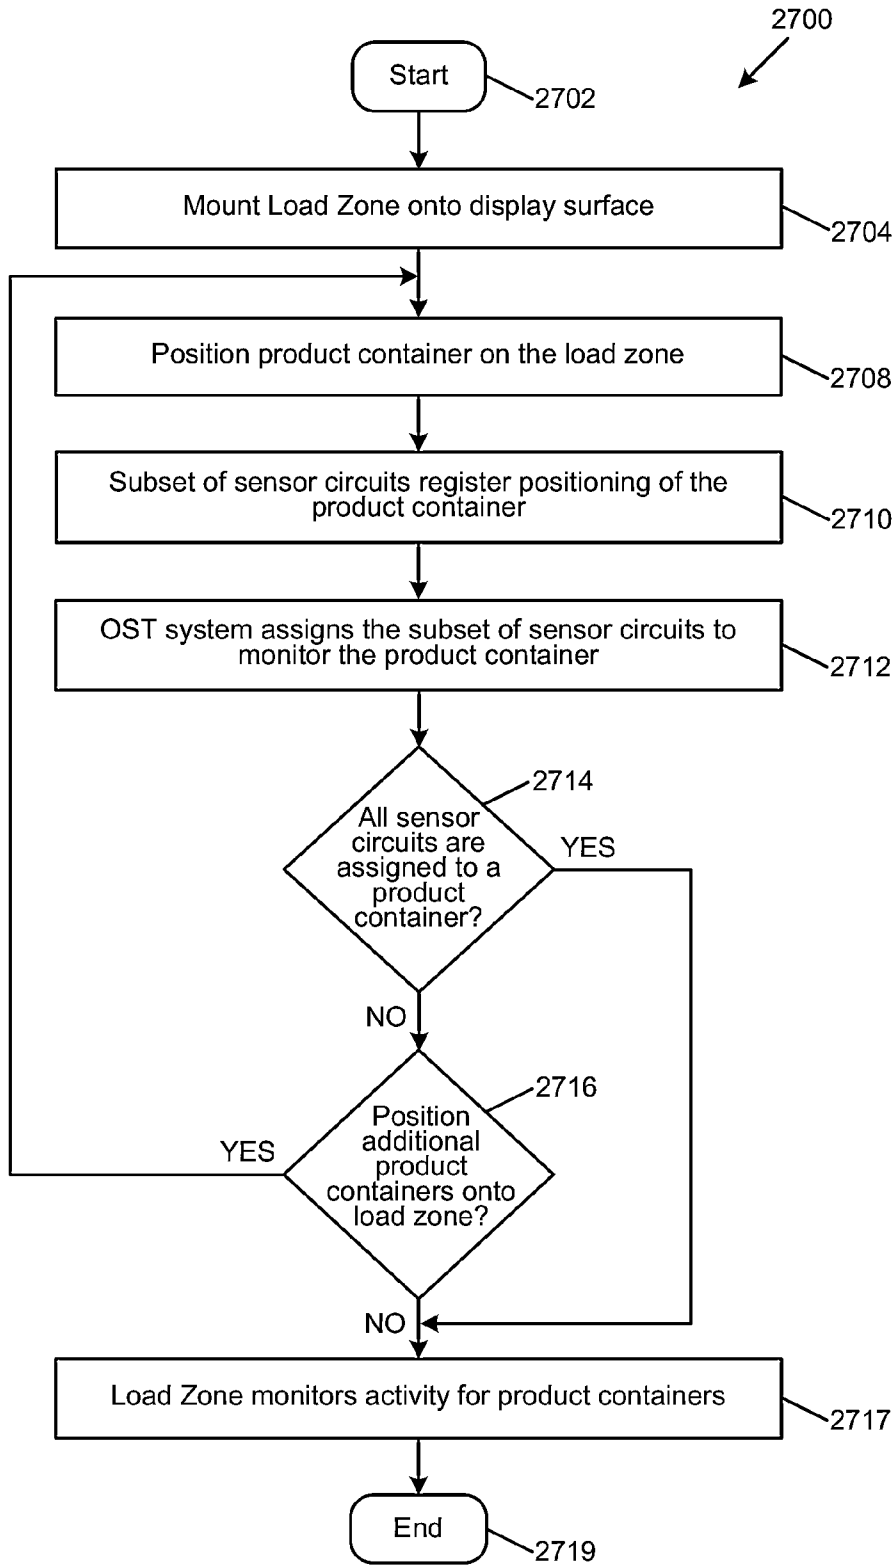 2700
Start
2702
Mount Load Zone onto display surface
2704
Position product container on the load zone
2708
Subset of sensor circuits register positioning of the
product container
2710
OST system assigns the subset of sensor circuits to
monitor the product container
2712
2714
All sensor
circuits are
assigned to a
product
container?
YES
NO
2716
Position
additional
product
containers onto
load zone?
YES
NO
Load Zone monitors activity for product containers
2717
End
2719